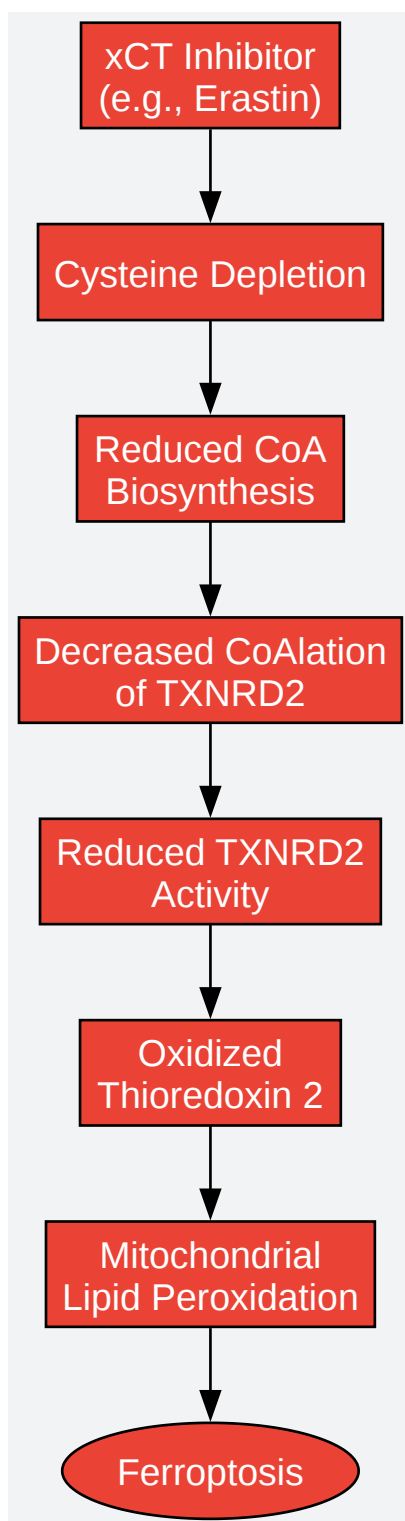 xCT Inhibitor
(e.g., Erastin)
Cysteine Depletion
Reduced CoA
Biosynthesis
Decreased CoAlation
of TXNRD2
Reduced TXNRD2
Activity
Oxidized
Thioredoxin 2
Mitochondrial
Lipid Peroxidation
Ferroptosis